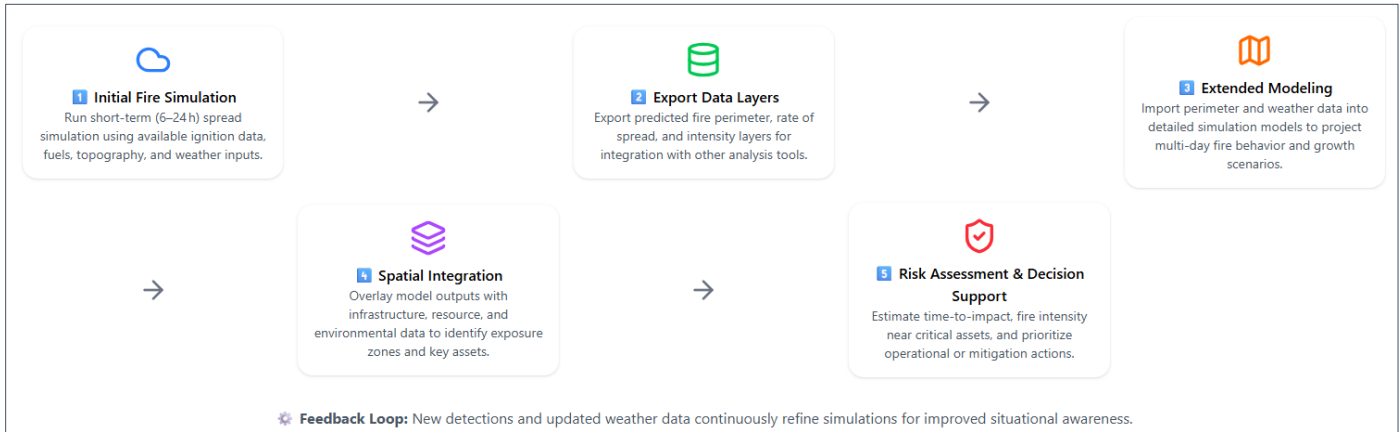 1 Initial Fire Simulation
Run short-term (6–24 h) spread
simulation using available ignition data,
fuels, topography, and weather inputs.
2 Export Data Layers
Export predicted fire perimeter, rate of
spread, and intensity layers for
integration with other analysis tools.
3 Extended Modeling
Import perimeter and weather data into
detailed simulation models to project
multi-day fire behavior and growth
scenarios.
4 Spatial Integration
Overlay model outputs with
infrastructure, resource, and
environmental data to identify exposure
zones and key assets.
5 Risk Assessment & Decision
Support
Estimate time-to-impact, fire intensity
near critical assets, and prioritize
operational or mitigation actions.
Feedback Loop: New detections and updated weather data continuously refine simulations for improved situational awareness.